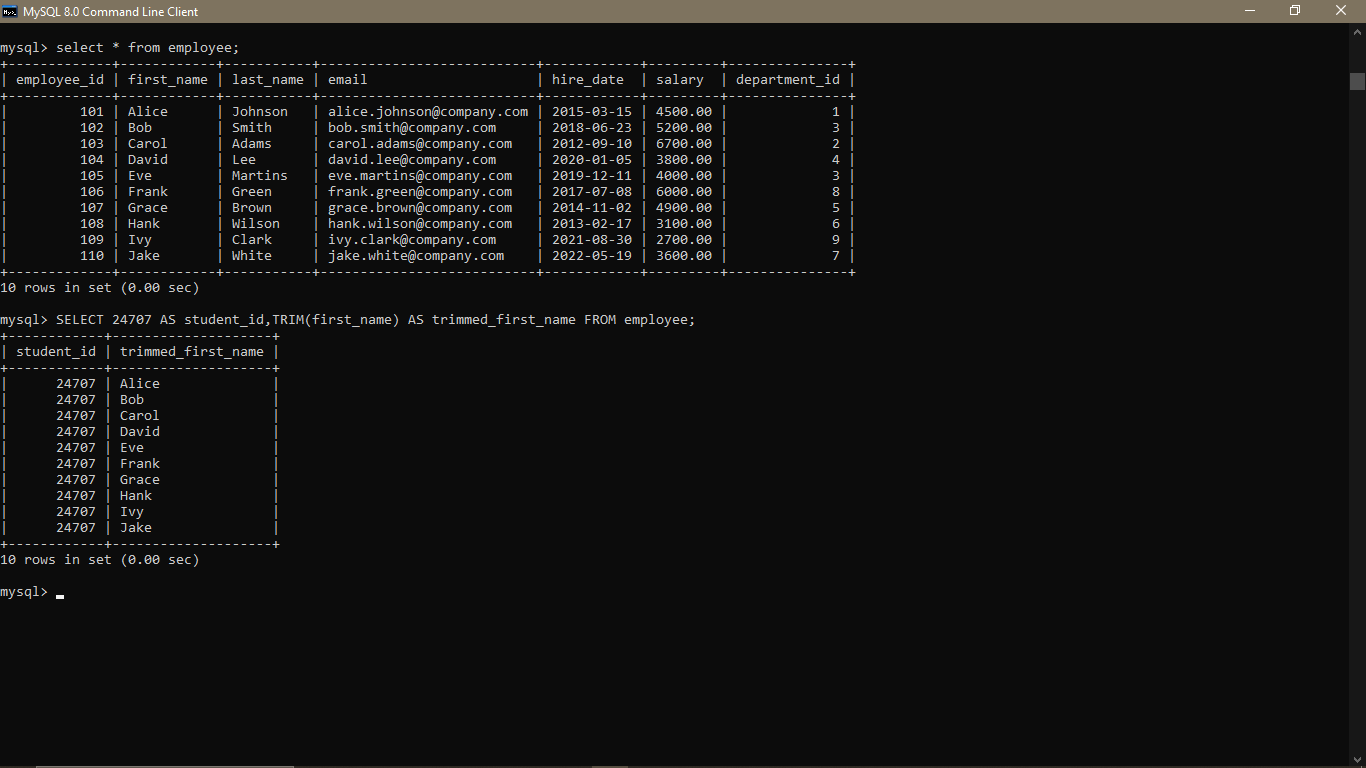 MySQL 8.0 Command Line Client
mysql> select * from employee;
+-------------+------------+-----------+---------------------------+------------+---------+---------------+
| employee_id | first_name | last_name | email                     | hire_date  | salary  | department_id |
+-------------+------------+-----------+---------------------------+------------+---------+---------------+
|         101 | Alice      | Johnson   | alice.johnson@company.com | 2015-03-15 | 4500.00 |             1 |
|         102 | Bob        | Smith     | bob.smith@company.com     | 2018-06-23 | 5200.00 |             3 |
|         103 | Carol      | Adams     | carol.adams@company.com   | 2012-09-10 | 6700.00 |             2 |
|         104 | David      | Lee       | david.lee@company.com     | 2020-01-05 | 3800.00 |             4 |
|         105 | Eve        | Martins   | eve.martins@company.com   | 2019-12-11 | 4000.00 |             3 |
|         106 | Frank      | Green     | frank.green@company.com   | 2017-07-08 | 6000.00 |             8 |
|         107 | Grace      | Brown     | grace.brown@company.com   | 2014-11-02 | 4900.00 |             5 |
|         108 | Hank       | Wilson    | hank.wilson@company.com   | 2013-02-17 | 3100.00 |             6 |
|         109 | Ivy        | Clark     | ivy.clark@company.com     | 2021-08-30 | 2700.00 |             9 |
|         110 | Jake       | White     | jake.white@company.com    | 2022-05-19 | 3600.00 |             7 |
+-------------+------------+-----------+---------------------------+------------+---------+---------------+
10 rows in set (0.00 sec)
mysql> SELECT 24707 AS student_id,TRIM(first_name) AS trimmed_first_name FROM employee;
+------------+--------------------+
| student_id | trimmed_first_name |
+------------+--------------------+
|      24707 | Alice              |
|      24707 | Bob                |
|      24707 | Carol              |
|      24707 | David              |
|      24707 | Eve                |
|      24707 | Frank              |
|      24707 | Grace              |
|      24707 | Hank               |
|      24707 | Ivy                |
|      24707 | Jake               |
+------------+--------------------+
10 rows in set (0.00 sec)
mysql>